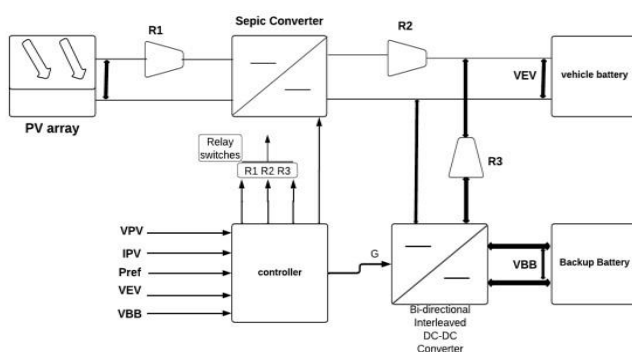 Sepic Converter
R1
R2
PV array
VEV
vehicle battery
Relay
switches
R1 R2 R3
R3
VPV
IPV
Pref
VEV
VBB
controller
G
VBB
Backup Battery
Bi-directional
Interleaved
DC-DC
Converter